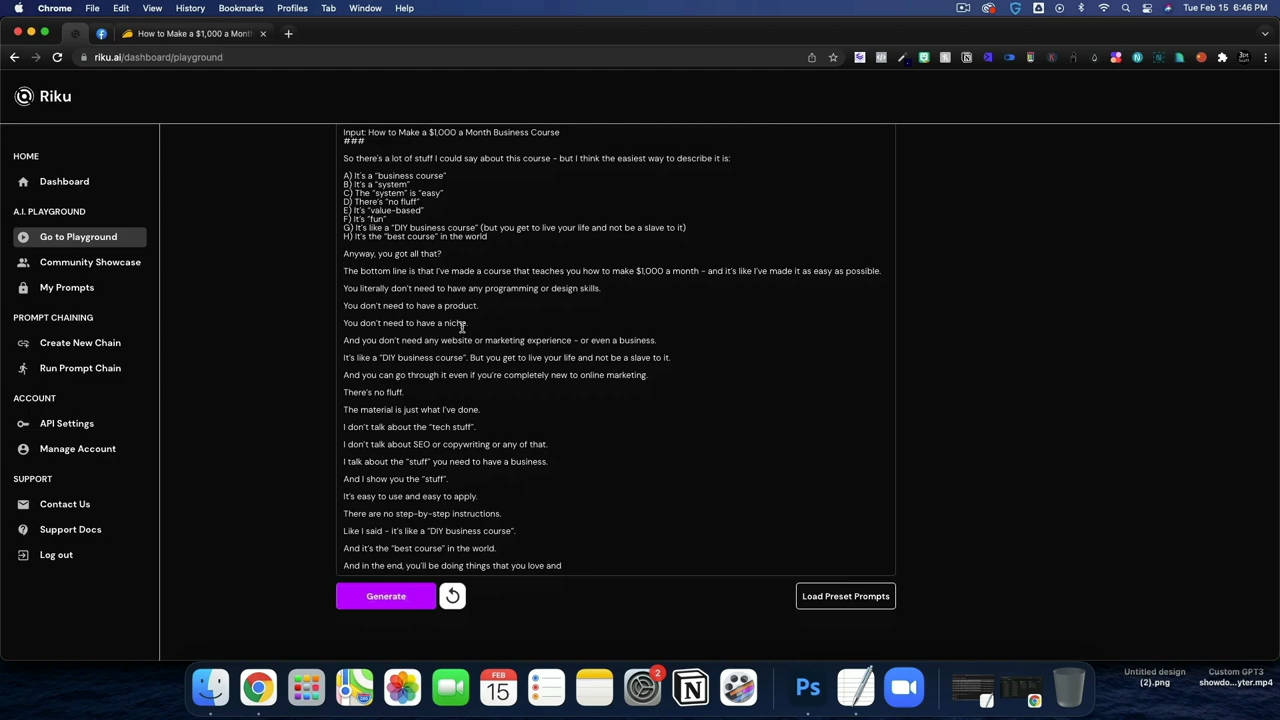 Chrome File Edit View History Bookmarks Profiles Tab Window Help Tue Feb 15 6:46 PM
How to Make a $1,000 a Month
riku.ai/dashboard/playground
Riku
HOME
Dashboard
A.I. PLAYGROUND
Go to Playground
Community Showcase
My Prompts
PROMPT CHAINING
Create New Chain
Run Prompt Chain
ACCOUNT
API Settings
Manage Account
SUPPORT
Contact Us
Support Docs
Log out
Input: How to Make a $1,000 a Month Business Course
###
So there's a lot of stuff I could say about this course - but I think the easiest way to describe it is:
A) It's a "business course"
B) It's a "system"
C) The "system" is "easy"
D) There's "no fluff"
E) It's "value-based"
F) It's "fun"
G) It's like a "DIY business course" (but you get to live your life and not be a slave to it)
H) It's the "best course" in the world
Anyway, you got all that?
The bottom line is that I've made a course that teaches you how to make $1,000 a month - and it's like I've made it as easy as possible.
You literally don't need to have any programming or design skills.
You don't need to have a product.
You don't need to have a niche.
And you don't need any website or marketing experience - or even a business.
It's like a "DIY business course". But you get to live your life and not be a slave to it.
And you can go through it even if you're completely new to online marketing.
There's no fluff.
The material is just what I've done.
I don't talk about the "tech stuff".
I don't talk about SEO or copywriting or any of that.
I talk about the "stuff" you need to have a business.
And I show you the "stuff".
It's easy to use and easy to apply.
There are no step-by-step instructions.
Like I said - it's like a "DIY business course".
And it's the "best course" in the world.
And in the end, you'll be doing things that you love and
Generate
Load Preset Prompts
FEB
15
2
Ps
Untitled design
(2).png
Custom GPT3
showdo...yter.mp4